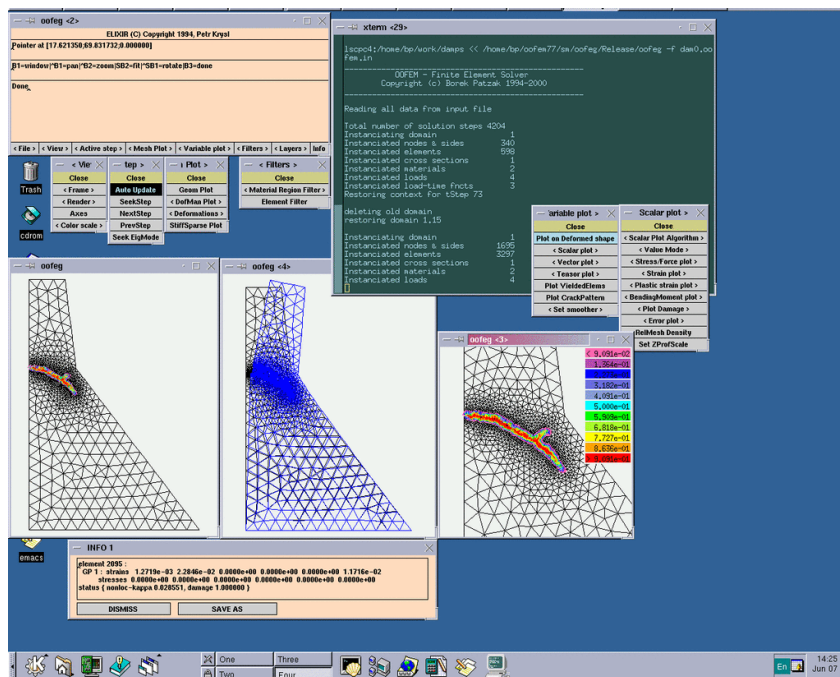 oofeg <2>
ELIXIR (C) Copyright 1994, Petr Krysl
Pointer at [17.621350;69.831732;0.000000]
B1=window|^B1=pan|^B2=zoom|SB2=fit|^SB1=rotate|B3=done
Done
< File > < View > < Active step > < Mesh Plot > < Variable plot > < Filters > < Layers > Info
xterm <29>
lscpc4:/home/bp/work/damps << /home/bp/oofem77/sm/oofeg/Release/oofeg -f dam0.oo
fem.in
OOFEM - Finite Element Solver
Copyright (c) Borek Patzak 1994-2000
Reading all data from input file
Total number of solution steps 4204
Instanciating domain 1
Instanciated nodes & sides 340
Instanciated elements 598
Instanciated cross sections 1
Instanciated materials 2
Instanciated loads 4
Instanciated load-time fncts 3
Restoring context for tStep 73
deleting old domain
restoring domain 1.15
Instanciating domain 1
Instanciated nodes & sides 1695
Instanciated elements 3297
Instanciated cross sections 1
Instanciated materials 2
Instanciated loads 4
Trash
cdrom
emacs
< Vie
Close
< Frame >
< Render >
Axes
< Color scale >
tep >
Close
Auto Update
SeekStep
NextStep
PrevStep
Seek EigMode
Plot >
Close
Geom Plot
< DofMan Plot >
< Deformations >
StiffSparse Plot
< Filters >
Close
< Material Region Filter >
Element Filter
ariable plot >
Close
Plot on Deformed shape
< Scalar plot >
< Vector plot >
< Tensor plot >
Plot YieldedElems
Plot CrackPattern
< Set smoother >
Scalar plot >
Close
< Scalar Plot Algorithm >
< Value Mode >
< Stress/Force plot >
< Strain plot >
< Plastic strain plot >
< BendingMoment plot >
< Plot Damage >
< Error plot >
RelMesh Density
Set ZProfScale
oofeg
oofeg <4>
oofeg <3>
< 9.091e-02
1.364e-01
3.182e-01
4.091e-01
5.000e-01
5.909e-01
6.818e-01
7.727e-01
8.636e-01
> 9.091e-01
INFO 1
element 2095 :
GP 1 : strains 1.2719e-03 2.2846e-02 0.0000e+00 0.0000e+00 0.0000e+00 1.1716e-02
stresses 0.0000e+00 0.0000e+00 0.0000e+00 0.0000e+00 0.0000e+00 0.0000e+00
status { nonloc-kappa 0.028551, damage 1.000000 }
DISMISS
SAVE AS
One
Three
Two
Four
En
14:25
Jun 07